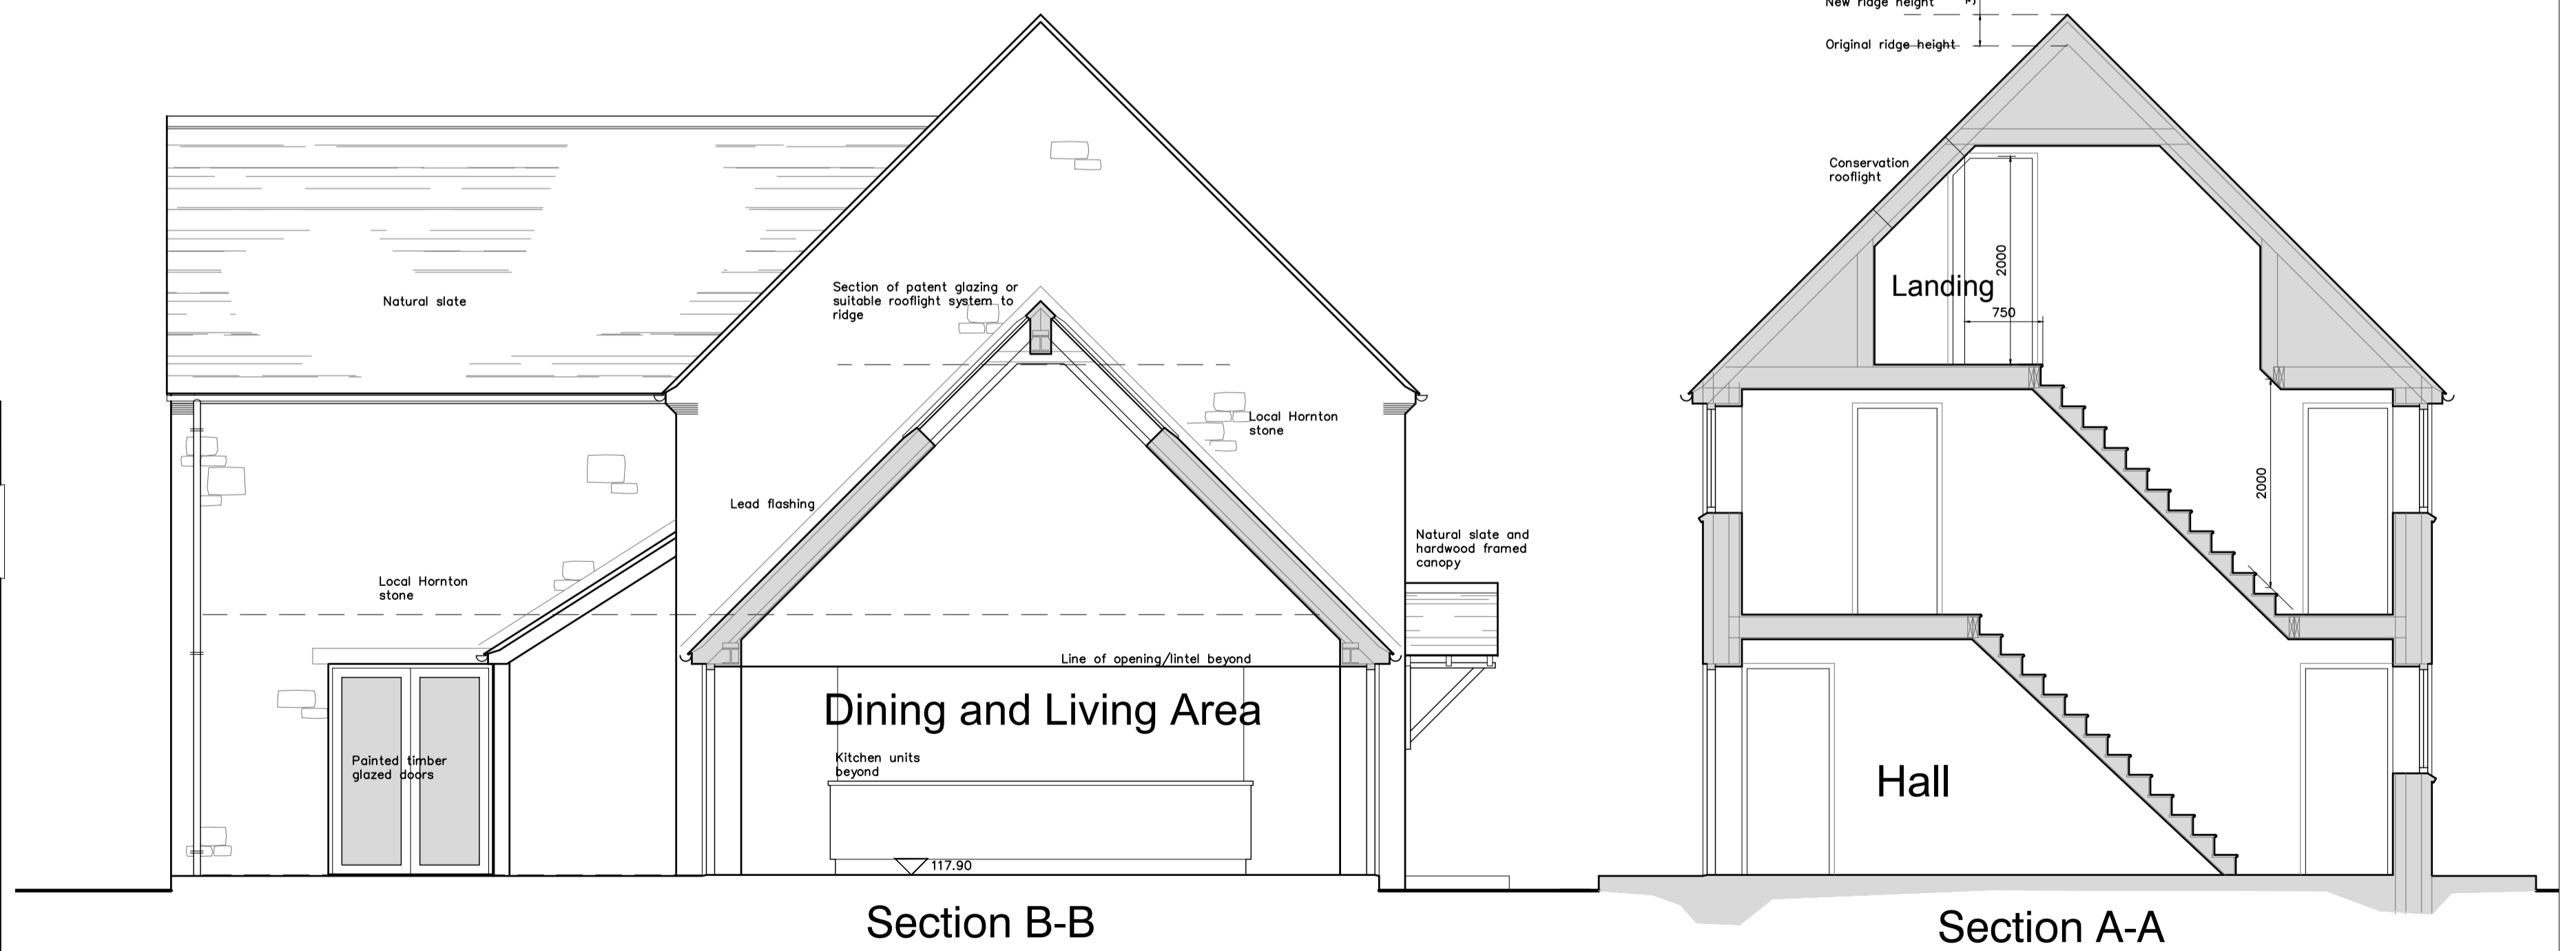 New ridge height
Original ridge height
Conservation
rooflight
Landing
2000
750
2000
Hall
Section A-A
Natural slate
Section of patent glazing or
suitable rooflight system to
ridge
Local Hornton
stone
Lead flashing
Natural slate and
hardwood framed
canopy
Local Hornton
stone
Line of opening/lintel beyond
Dining and Living Area
Painted timber
glazed doors
Kitchen units
beyond
117.90
Section B-B